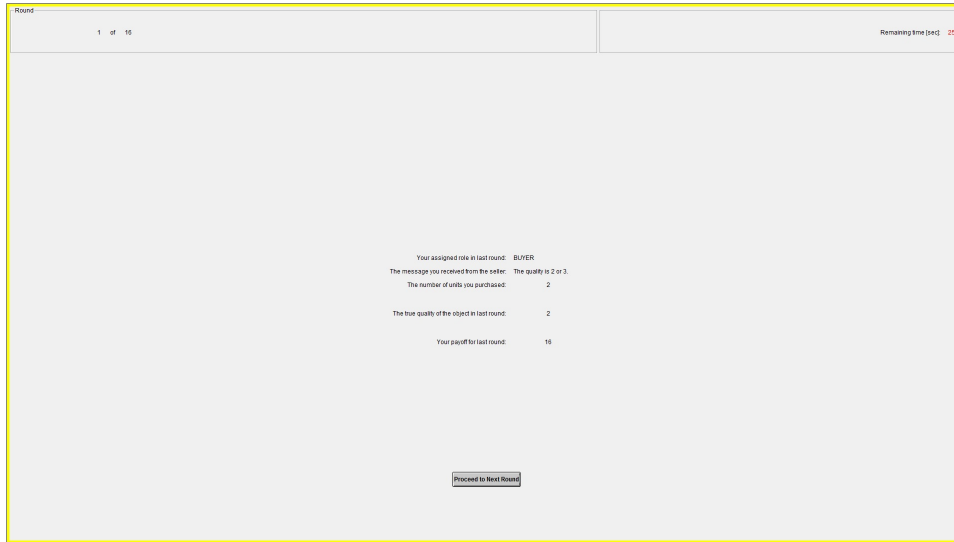 Round
1 of 16
Remaining time [sec]: 25
Your assigned role in last round: BUYER
The message you received from the seller: The quality is 2 or 3.
The number of units you purchased: 2
The true quality of the object in last round: 2
Your payoff for last round: 16
Proceed to Next Round